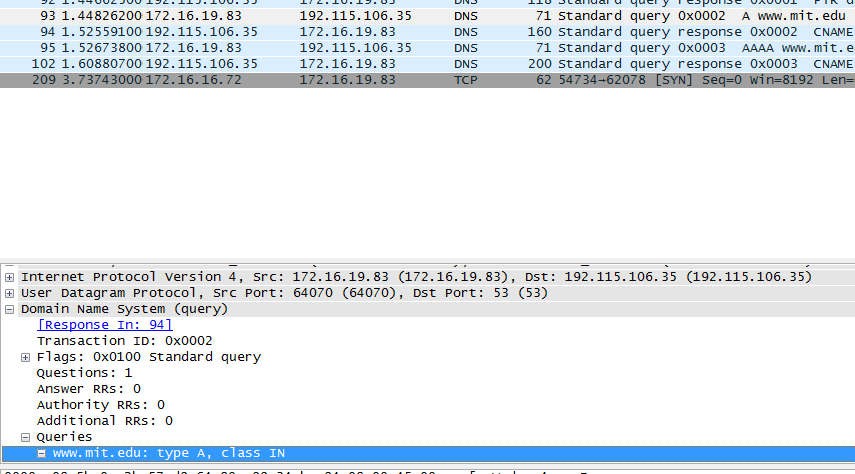 92 1.44602500 192.115.106.35 172.16.19.83 DNS 118 Standard query response 0x0001 PTR d
93 1.44826200 172.16.19.83 192.115.106.35 DNS 71 Standard query 0x0002 A www.mit.edu
94 1.52559100 192.115.106.35 172.16.19.83 DNS 160 Standard query response 0x0002 CNAME
95 1.52673800 172.16.19.83 192.115.106.35 DNS 71 Standard query 0x0003 AAAA www.mit.e
102 1.60880700 192.115.106.35 172.16.19.83 DNS 200 Standard query response 0x0003 CNAME
209 3.73743000 172.16.16.72 172.16.19.83 TCP 62 54734→62078 [SYN] Seq=0 Win=8192 Len=
Internet Protocol Version 4, Src: 172.16.19.83 (172.16.19.83), Dst: 192.115.106.35 (192.115.106.35)
User Datagram Protocol, Src Port: 64070 (64070), Dst Port: 53 (53)
Domain Name System (query)
[Response In: 94]
Transaction ID: 0x0002
Flags: 0x0100 Standard query
Questions: 1
Answer RRs: 0
Authority RRs: 0
Additional RRs: 0
Queries
www.mit.edu: type A, class IN